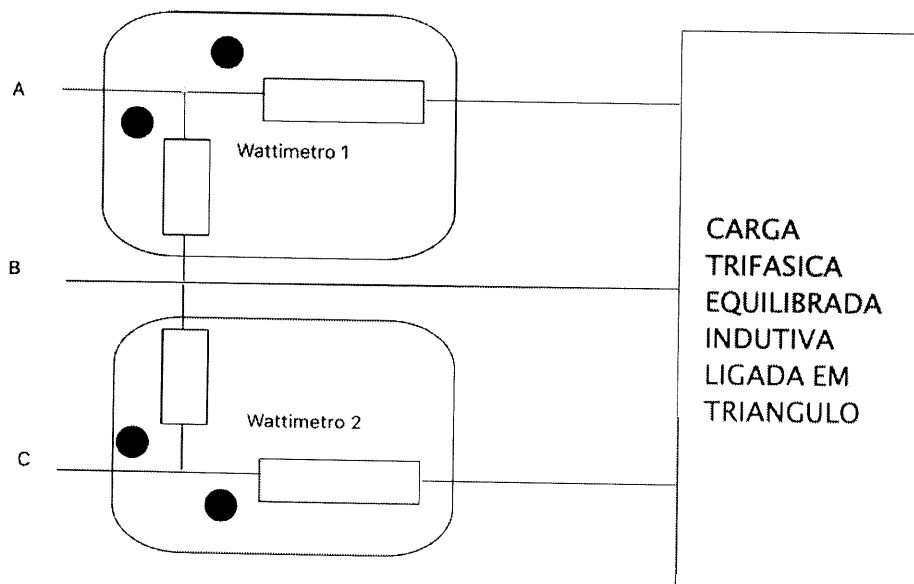 A
Wattimetro 1
B
CARGA
TRIFASICA
EQUILIBRADA
INDUTIVA
LIGADA EM
TRIANGULO
Wattimetro 2
C